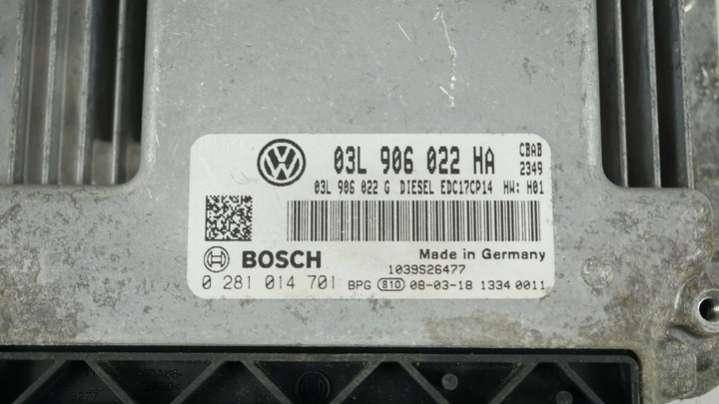 03L 906 022 HA CBAB 2349
03L 906 022 G DIESEL EDC17CP14 HW: H01
BOSCH Made in Germany
1039S26477
0 281 014 701 BPG 810 08-03-18 1334 0011